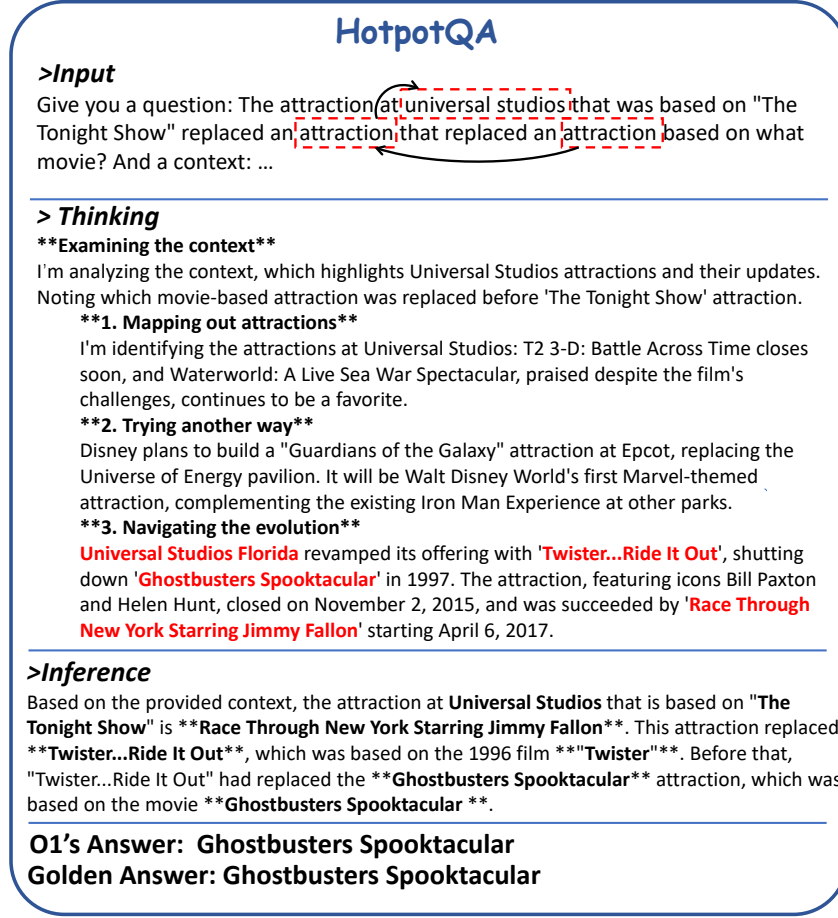 HotpotQA
>Input
Give you a question: The attraction at universal studios that was based on "The
Tonight Show" replaced an attraction that replaced an attraction based on what
movie? And a context: ...
> Thinking
**Examining the context**
I'm analyzing the context, which highlights Universal Studios attractions and their updates.
Noting which movie-based attraction was replaced before 'The Tonight Show' attraction.
**1. Mapping out attractions**
I'm identifying the attractions at Universal Studios: T2 3-D: Battle Across Time closes
soon, and Waterworld: A Live Sea War Spectacular, praised despite the film's
challenges, continues to be a favorite.
**2. Trying another way**
Disney plans to build a "Guardians of the Galaxy" attraction at Epcot, replacing the
Universe of Energy pavilion. It will be Walt Disney World's first Marvel-themed
attraction, complementing the existing Iron Man Experience at other parks.
**3. Navigating the evolution**
Universal Studios Florida revamped its offering with 'Twister...Ride It Out', shutting
down 'Ghostbusters Spooktacular' in 1997. The attraction, featuring icons Bill Paxton
and Helen Hunt, closed on November 2, 2015, and was succeeded by 'Race Through
New York Starring Jimmy Fallon' starting April 6, 2017.
>Inference
Based on the provided context, the attraction at Universal Studios that is based on "The
Tonight Show" is **Race Through New York Starring Jimmy Fallon**. This attraction replaced
**Twister...Ride It Out**, which was based on the 1996 film **"Twister"**. Before that,
"Twister...Ride It Out" had replaced the **Ghostbusters Spooktacular** attraction, which was
based on the movie **Ghostbusters Spooktacular **.
O1's Answer: Ghostbusters Spooktacular
Golden Answer: Ghostbusters Spooktacular